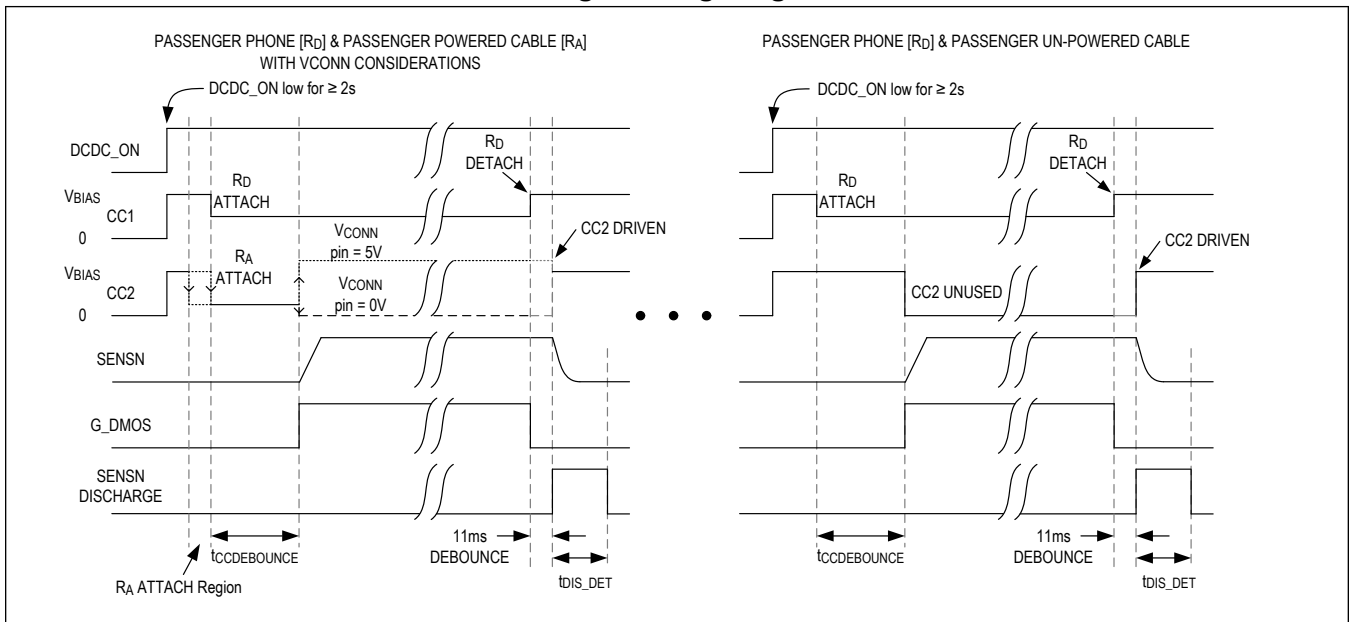 PASSENGER PHONE [RD] & PASSENGER POWERED CABLE [RA]
WITH VCONN CONSIDERATIONS
DCDC_ON low for ≥ 2s
DCDC_ON
RD
DETACH
VBIAS
CC1
0
RD
ATTACH
VCONN
pin = 5V
CC2 DRIVEN
VBIAS
CC2
0
RA
ATTACH
VCONN
pin = 0V
SENSN
G_DMOS
SENSN
DISCHARGE
tCCDEBOUNCE
11ms
DEBOUNCE
tDIS_DET
RA ATTACH Region
PASSENGER PHONE [RD] & PASSENGER UN-POWERED CABLE
DCDC_ON low for ≥ 2s
RD
DETACH
RD
ATTACH
CC2 DRIVEN
CC2 UNUSED
tCCDEBOUNCE
11ms
DEBOUNCE
tDIS_DET